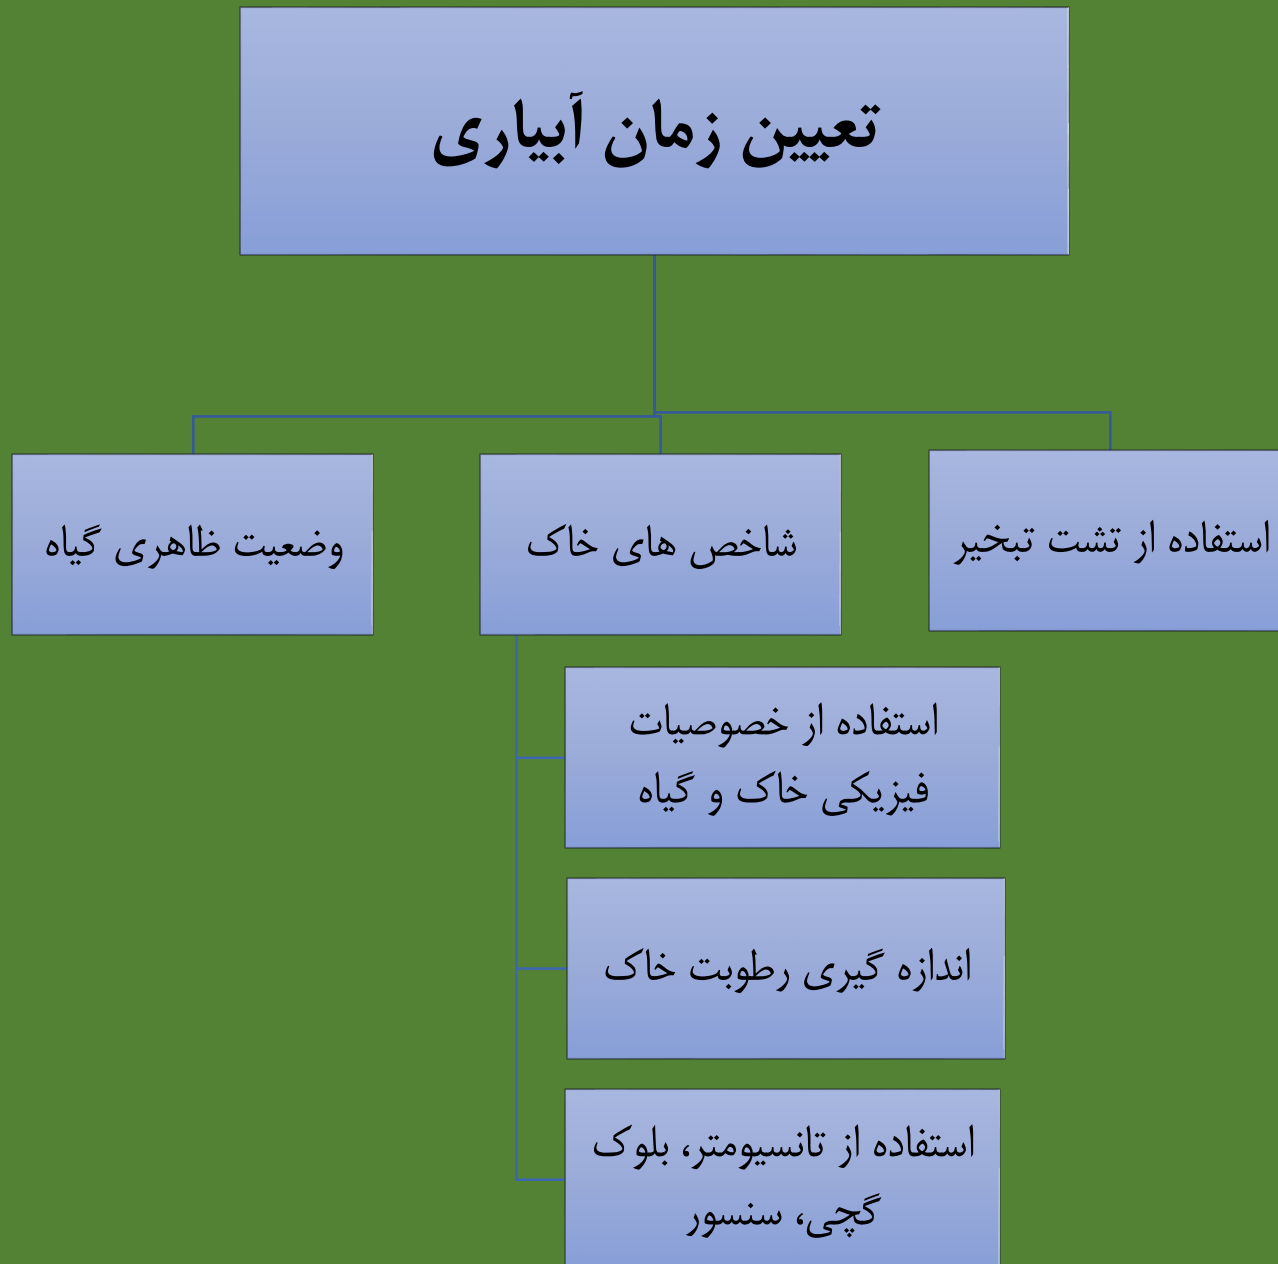 تعیین زمان آبیاری
استفاده از تشت تبخیر
شاخص های خاک
وضعیت ظاهری گیاه
استفاده از خصوصیات
فیزیکی خاک و گیاه
اندازه گیری رطوبت خاک
استفاده از تانسیومتر، بلوک
گچی، سنسور